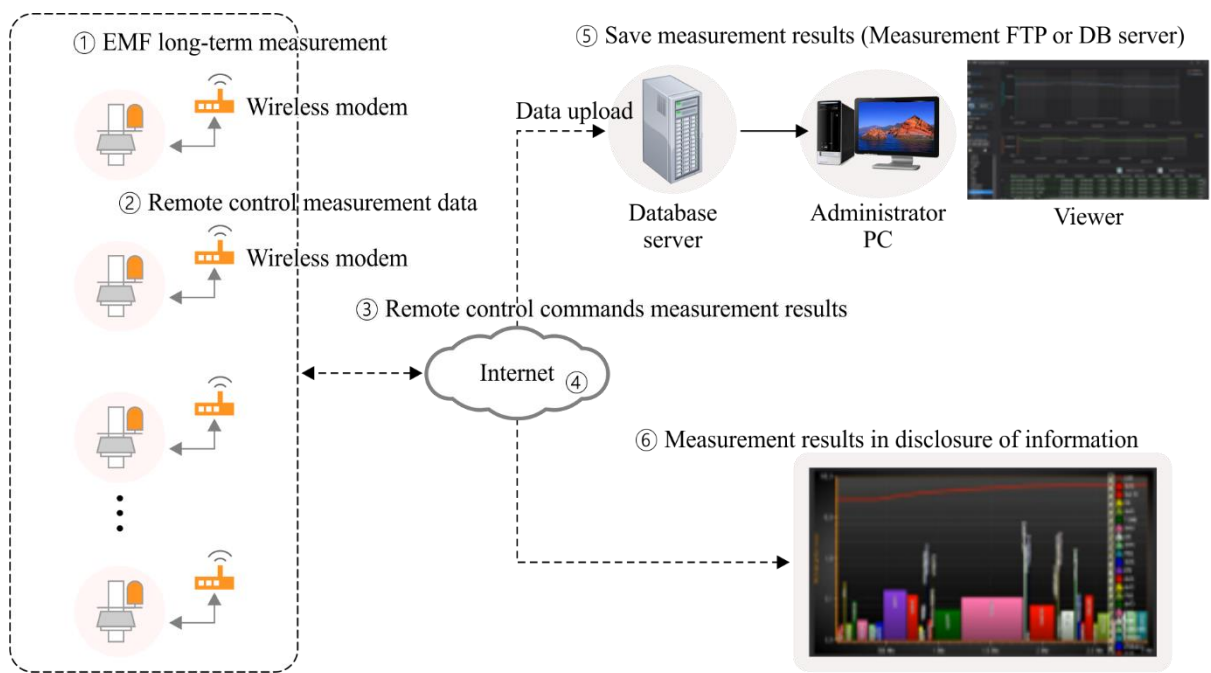 ① EMF long-term measurement
Wireless modem
② Remote control measurement data
Wireless modem
③ Remote control commands measurement results
Internet ④
⑤ Save measurement results (Measurement FTP or DB server)
Data upload
Database
server
Administrator
PC
Viewer
⑥ Measurement results in disclosure of information